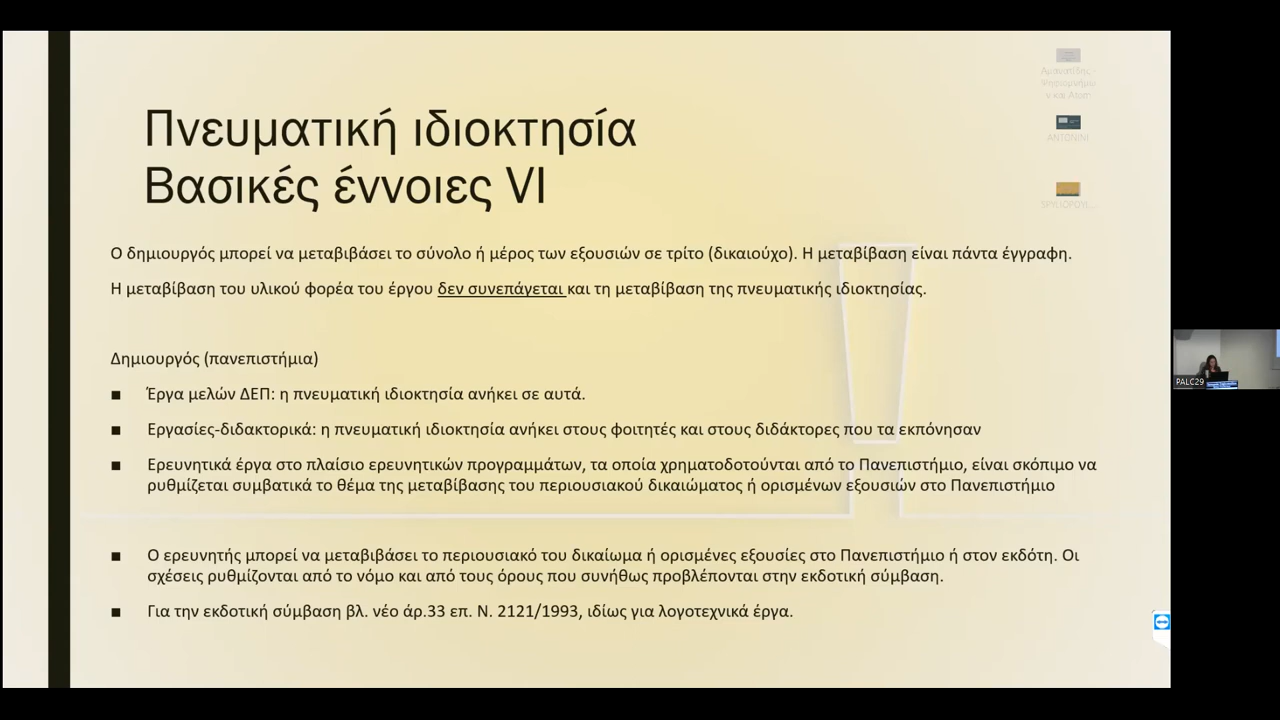 Πνευματική ιδιοκτησία
Βασικές έννοιες VI
Ο δημιουργός μπορεί να μεταβιβάσει το σύνολο ή μέρος των εξουσιών σε τρίτο (δικαιούχο). Η μεταβίβαση είναι πάντα έγγραφη.
Η μεταβίβαση του υλικού φορέα του έργου δεν συνεπάγεται και τη μεταβίβαση της πνευματικής ιδιοκτησίας.
Δημιουργός (πανεπιστήμια)
■ Έργα μελών ΔΕΠ: η πνευματική ιδιοκτησία ανήκει σε αυτά.
■ Εργασίες-διδακτορικά: η πνευματική ιδιοκτησία ανήκει στους φοιτητές και στους διδάκτορες που τα εκπόνησαν
■ Ερευνητικά έργα στο πλαίσιο ερευνητικών προγραμμάτων, τα οποία χρηματοδοτούνται από το Πανεπιστήμιο, είναι σκόπιμο να
ρυθμίζεται συμβατικά το θέμα της μεταβίβασης του περιουσιακού δικαιώματος ή ορισμένων εξουσιών στο Πανεπιστήμιο
■ Ο ερευνητής μπορεί να μεταβιβάσει το περιουσιακό του δικαίωμα ή ορισμένες εξουσίες στο Πανεπιστήμιο ή στον εκδότη. Οι
σχέσεις ρυθμίζονται από το νόμο και από τους όρους που συνήθως προβλέπονται στην εκδοτική σύμβαση.
■ Για την εκδοτική σύμβαση βλ. νέο άρ.33 επ. Ν. 2121/1993, ιδίως για λογοτεχνικά έργα.
ANTONINI
PALC29